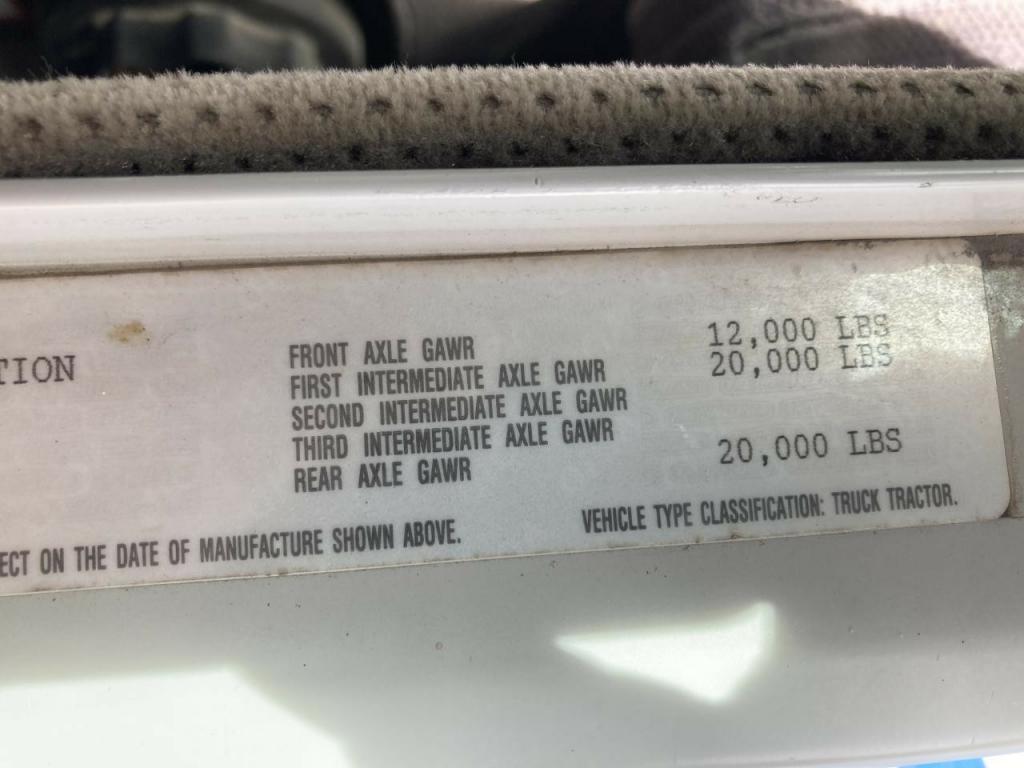 TION
FRONT AXLE GAWR 12,000 LBS
FIRST INTERMEDIATE AXLE GAWR 20,000 LBS
SECOND INTERMEDIATE AXLE GAWR
THIRD INTERMEDIATE AXLE GAWR
REAR AXLE GAWR 20,000 LBS
ECT ON THE DATE OF MANUFACTURE SHOWN ABOVE. VEHICLE TYPE CLASSIFICATION: TRUCK TRACTOR.